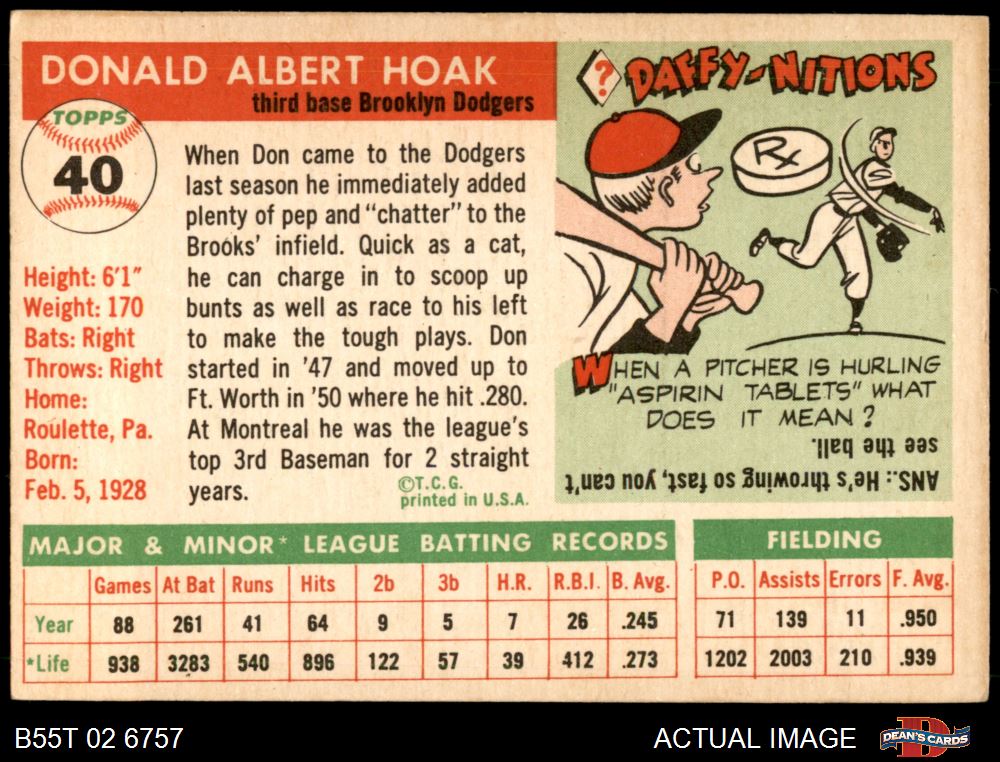 DONALD ALBERT HOAK
third base Brooklyn Dodgers
TOPPS
40
Height: 6'1"
Weight: 170
Bats: Right
Throws: Right
Home:
Roulette, Pa.
Born:
Feb. 5, 1928
When Don came to the Dodgers
last season he immediately added
plenty of pep and "chatter" to the
Brooks' infield. Quick as a cat,
he can charge in to scoop up
bunts as well as race to his left
to make the tough plays. Don
started in '47 and moved up to
Ft. Worth in '50 where he hit .280.
At Montreal he was the league's
top 3rd Baseman for 2 straight
years.
©T.C.G.
printed in U.S.A.
?
DAFFY-NITIONS
Rx
WHEN A PITCHER IS HURLING
"ASPIRIN TABLETS" WHAT
DOES IT MEAN?
ANS.: He's throwing so fast, you can't
see the ball.
MAJOR & MINOR* LEAGUE BATTING RECORDS
Games At Bat Runs Hits 2b 3b H.R. R.B.I. B. Avg.
Year 88 261 41 64 9 5 7 26 .245
*Life 938 3283 540 896 122 57 39 412 .273
FIELDING
P.O. Assists Errors F. Avg.
71 139 11 .950
1202 2003 210 .939
B55T 02 6757
ACTUAL IMAGE
D
DEAN'S CARDS